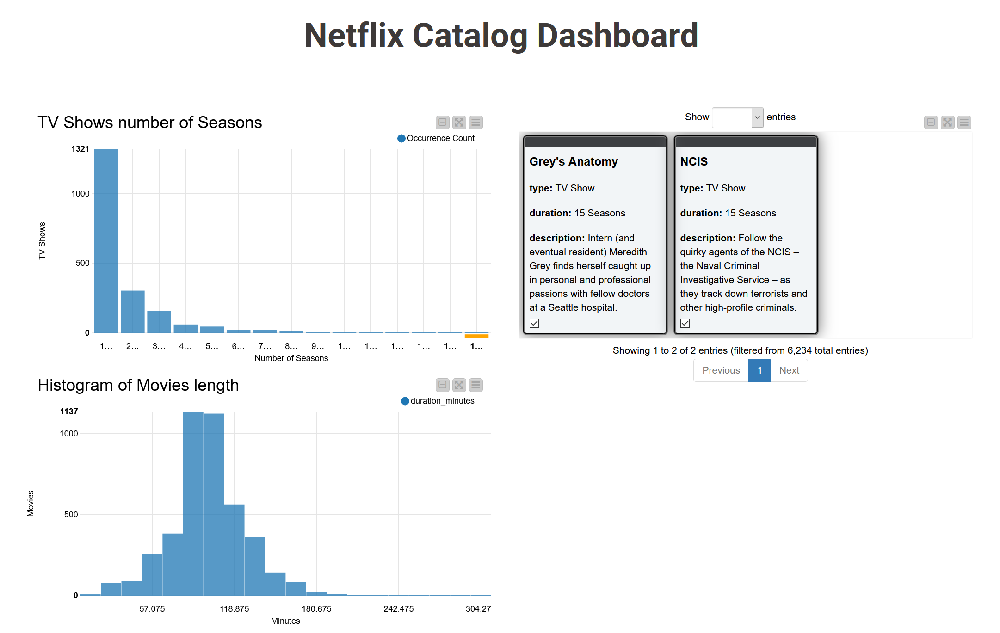 Netflix Catalog Dashboard
TV Shows number of Seasons
Occurrence Count
1321
1000
500
0
TV Shows
1… 2… 3… 4… 5… 6… 7… 8… 9… 1… 1… 1… 1… 1… 1…
Number of Seasons
Histogram of Movies length
duration_minutes
1137
1000
500
0
Movies
57.075 118.875 180.675 242.475 304.27
Minutes
Show entries
Grey's Anatomy
type: TV Show
duration: 15 Seasons
description: Intern (and
eventual resident) Meredith
Grey finds herself caught up
in personal and professional
passions with fellow doctors
at a Seattle hospital.
NCIS
type: TV Show
duration: 15 Seasons
description: Follow the
quirky agents of the NCIS –
the Naval Criminal
Investigative Service – as
they track down terrorists and
other high-profile criminals.
Showing 1 to 2 of 2 entries (filtered from 6,234 total entries)
Previous 1 Next